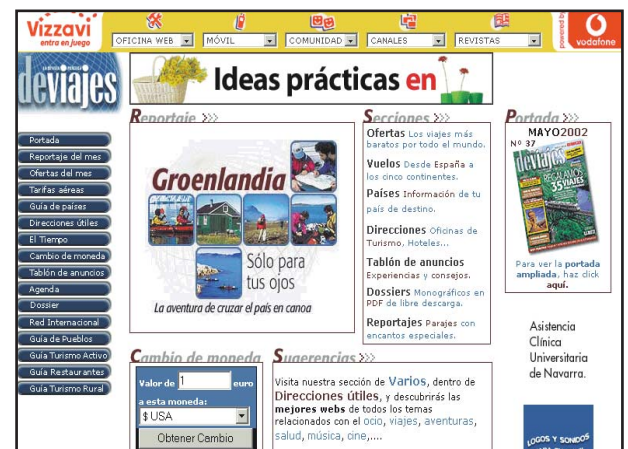 Vizzavi
entra en juego
OFICINA WEB
MÓVIL
COMUNIDAD
CANALES
REVISTAS
powered by
vodafone
deviajes
Ideas prácticas en
Portada
Reportaje del mes
Ofertas del mes
Tarifas aéreas
Guía de países
Direcciones útiles
El Tiempo
Cambio de moneda
Tablón de anuncios
Agenda
Dossier
Red Internacional
Guía de Pueblos
Guía Turismo Activo
Guía Restaurantes
Guía Turismo Rural
Reportaje >>>
Groenlandia
Sólo para
tus ojos
La aventura de cruzar el país en canoa
Secciones >>>
Ofertas Los viajes más
baratos por todo el mundo.
Vuelos Desde España a
los cinco continentes.
Países Información de tu
país de destino.
Direcciones Oficinas de
Turismo, Hoteles...
Tablón de anuncios
Experiencias y consejos.
Dossiers Monográficos en
PDF de libre descarga.
Reportajes Parajes con
encantos especiales.
Portada >>>
MAYO2002
Nº 37
deviajes
REGALAMOS
35 VIAJES
Para ver la portada
ampliada, haz click
aquí.
Cambio de moneda
Valor de 1 euro
a esta moneda:
$ USA
Obtener Cambio
Sugerencias >>>
Visita nuestra sección de Varios, dentro de
Direcciones útiles, y descubrirás las
mejores webs de todos los temas
relacionados con el ocio, viajes, aventuras,
salud, música, cine,....
Asistencia
Clínica
Universitaria
de Navarra.
LOGOS Y SONIDOS